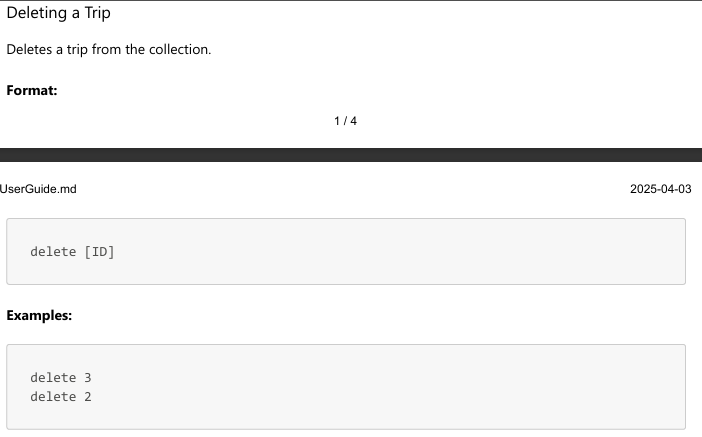 Deleting a Trip
Deletes a trip from the collection.
Format:
1 / 4
UserGuide.md
2025-04-03
delete [ID]
Examples:
delete 3
delete 2